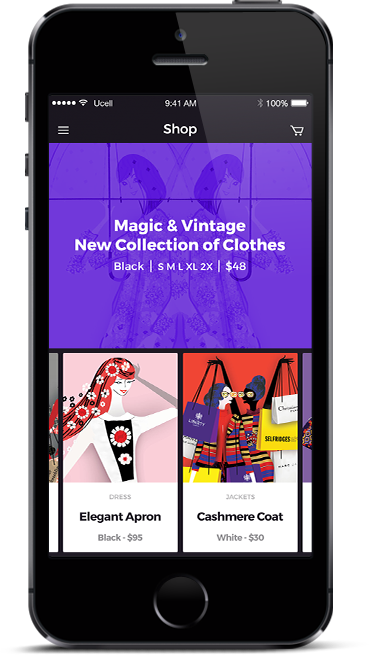 Ucell 9:41 AM 100%
Shop
Magic & Vintage
New Collection of Clothes
Black | S M L XL 2X | $48
LIBERTY
SELFRIDGES
DRESS
JACKETS
Elegant Apron
Cashmere Coat
Black - $95
White - $30